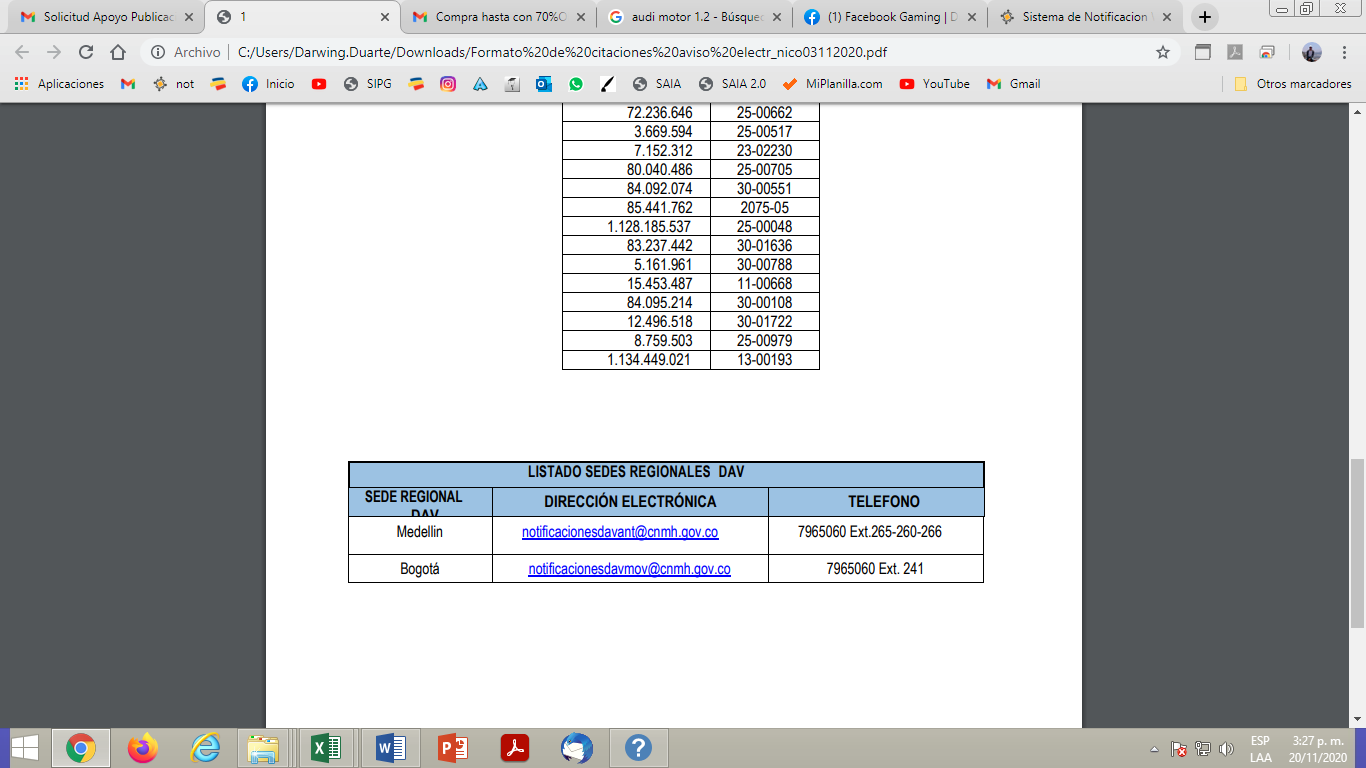 Solicitud Apoyo Publicac
1
Compra hasta con 70%O
audi motor 1.2 - Búsque
(1) Facebook Gaming | D
Sistema de Notificacion
Archivo | C:/Users/Darwing.Duarte/Downloads/Formato%20de%20citaciones%20aviso%20electr_nico03112020.pdf
Aplicaciones
not
Inicio
SIPG
SAIA
SAIA 2.0
MiPlanilla.com
YouTube
Gmail
Otros marcadores
72.236.646 25-00662
3.669.594 25-00517
7.152.312 23-02230
80.040.486 25-00705
84.092.074 30-00551
85.441.762 2075-05
1.128.185.537 25-00048
83.237.442 30-01636
5.161.961 30-00788
15.453.487 11-00668
84.095.214 30-00108
12.496.518 30-01722
8.759.503 25-00979
1.134.449.021 13-00193
LISTADO SEDES REGIONALES DAV
SEDE REGIONAL DAV DIRECCIÓN ELECTRÓNICA TELEFONO
Medellin notificacionesdavant@cnmh.gov.co 7965060 Ext.265-260-266
Bogotá notificacionesdavmov@cnmh.gov.co 7965060 Ext. 241
ESP 3:27 p. m.
LAA 20/11/2020